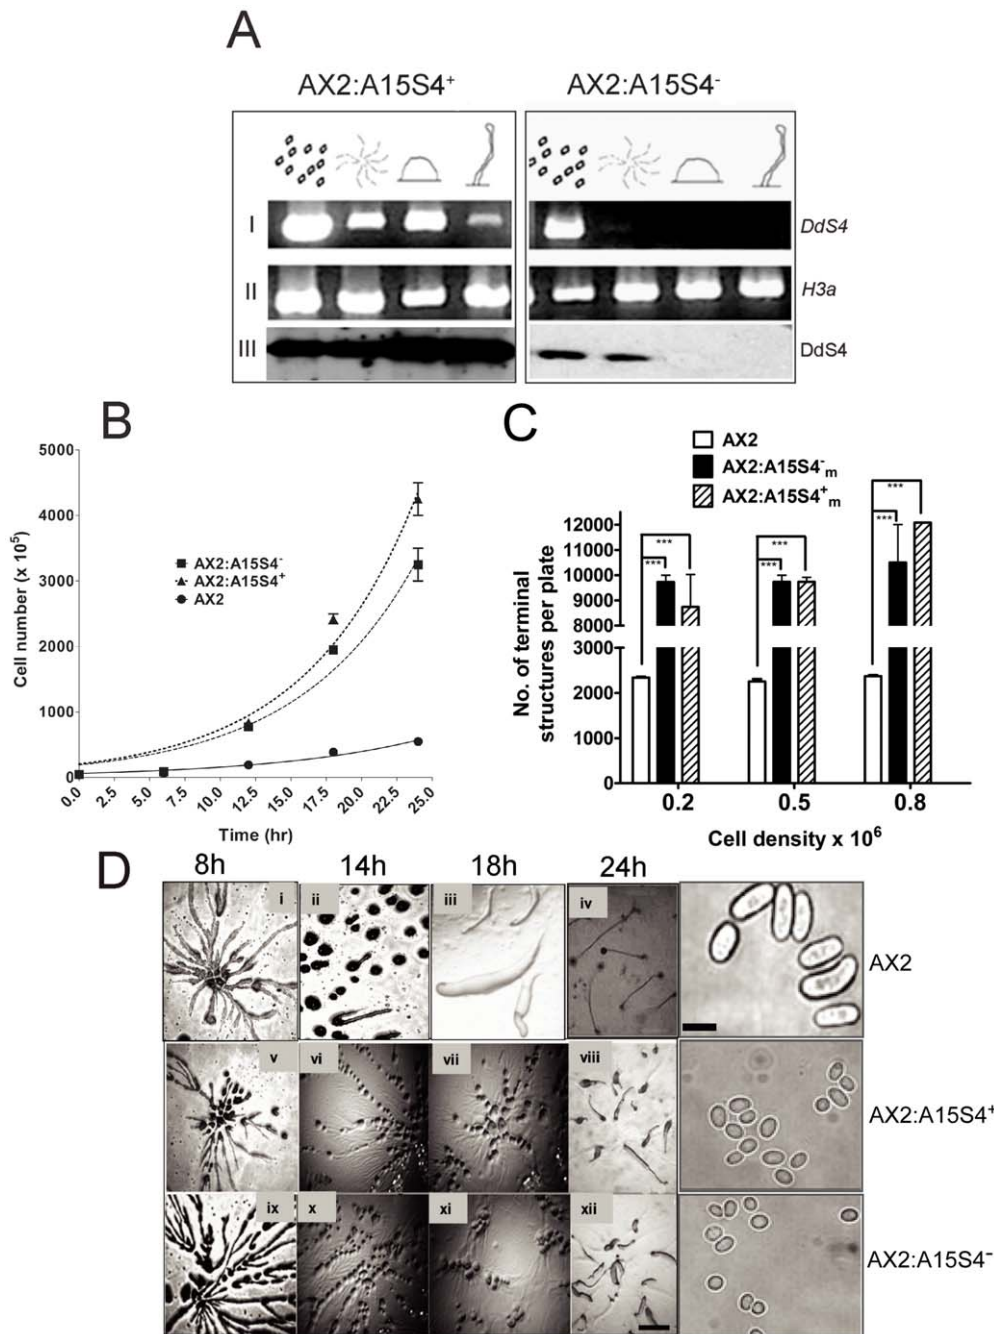 A
AX2:A15S4⁺ AX2:A15S4⁻
I DdS4
II H3a
III DdS4
B
5000
4000
3000
2000
1000
0
Cell number (x 10⁵)
AX2:A15S4⁻
AX2:A15S4⁺
AX2
0.0 2.5 5.0 7.5 10.0 12.5 15.0 17.5 20.0 22.5 25.0
Time (hr)
C
AX2
AX2:A15S4⁻m
AX2:A15S4⁺m
No. of terminal
structures per plate
12000
11000
10000
9000
8000
3000
2000
1000
0
*** *** ***
*** *** ***
0.2 0.5 0.8
Cell density x 10⁶
D
8h 14h 18h 24h
i ii iii iv AX2
v vi vii viii AX2:A15S4⁺
ix x xi xii AX2:A15S4⁻